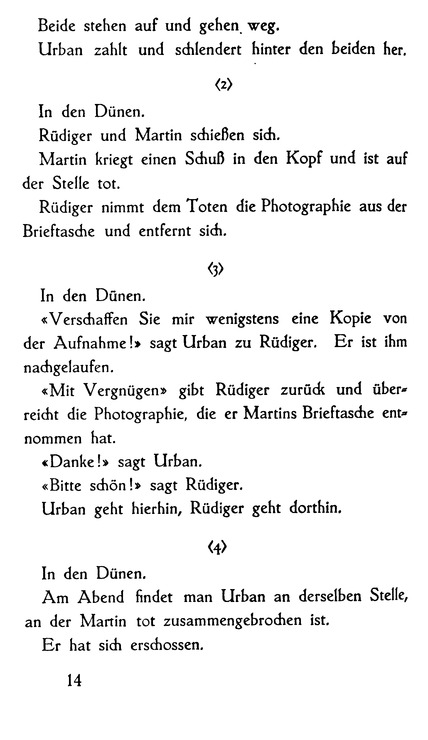 Beide stehen auf und gehen weg.
Urban zahlt und schlendert hinter den beiden her.
⟨2⟩
In den Dünen.
Rüdiger und Martin schießen sich.
Martin kriegt einen Schuß in den Kopf und ist auf
der Stelle tot.
Rüdiger nimmt dem Toten die Photographie aus der
Brieftasche und entfernt sich.
⟨3⟩
In den Dünen.
«Verschaffen Sie mir wenigstens eine Kopie von
der Aufnahme!» sagt Urban zu Rüdiger. Er ist ihm
nachgelaufen.
«Mit Vergnügen» gibt Rüdiger zurück und über-
reicht die Photographie, die er Martins Brieftasche ent-
nommen hat.
«Danke!» sagt Urban.
«Bitte schön!» sagt Rüdiger.
Urban geht hierhin, Rüdiger geht dorthin.
⟨4⟩
In den Dünen.
Am Abend findet man Urban an derselben Stelle,
an der Martin tot zusammengebrochen ist.
Er hat sich erschossen.
14